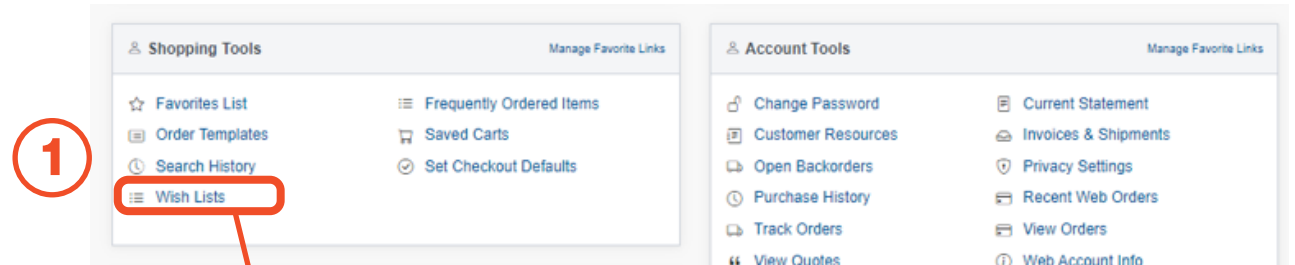 1
Shopping Tools
Manage Favorite Links
Favorites List
Frequently Ordered Items
Order Templates
Saved Carts
Search History
Set Checkout Defaults
Wish Lists
Account Tools
Manage Favorite Links
Change Password
Current Statement
Customer Resources
Invoices & Shipments
Open Backorders
Privacy Settings
Purchase History
Recent Web Orders
Track Orders
View Orders
View Quotes
Web Account Info